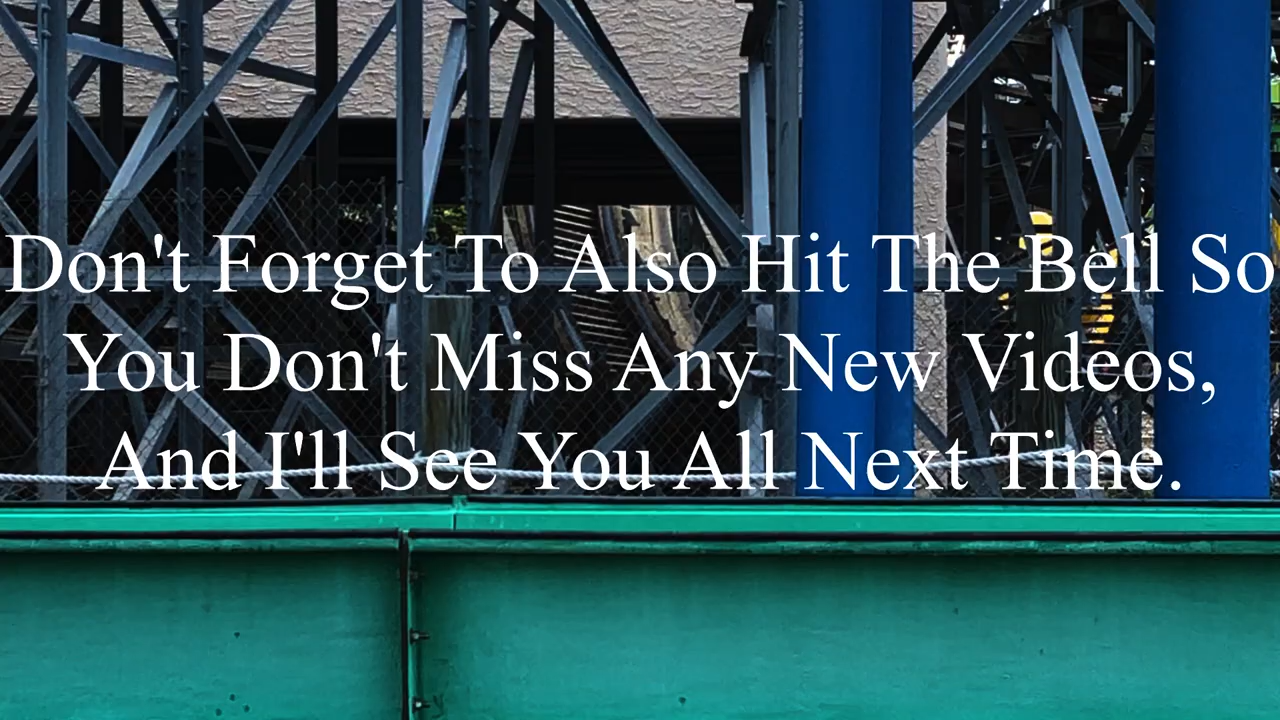 Don't Forget To Also Hit The Bell So
You Don't Miss Any New Videos,
And I'll See You All Next Time.